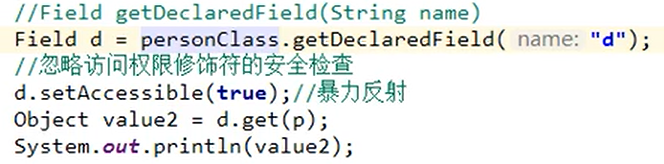 //Field getDeclaredField(String name)
Field d = personClass.getDeclaredField( name: "d");
//忽略访问权限修饰符的安全检查
d.setAccessible(true);//暴力反射
Object value2 = d.get(p);
System.out.println(value2);